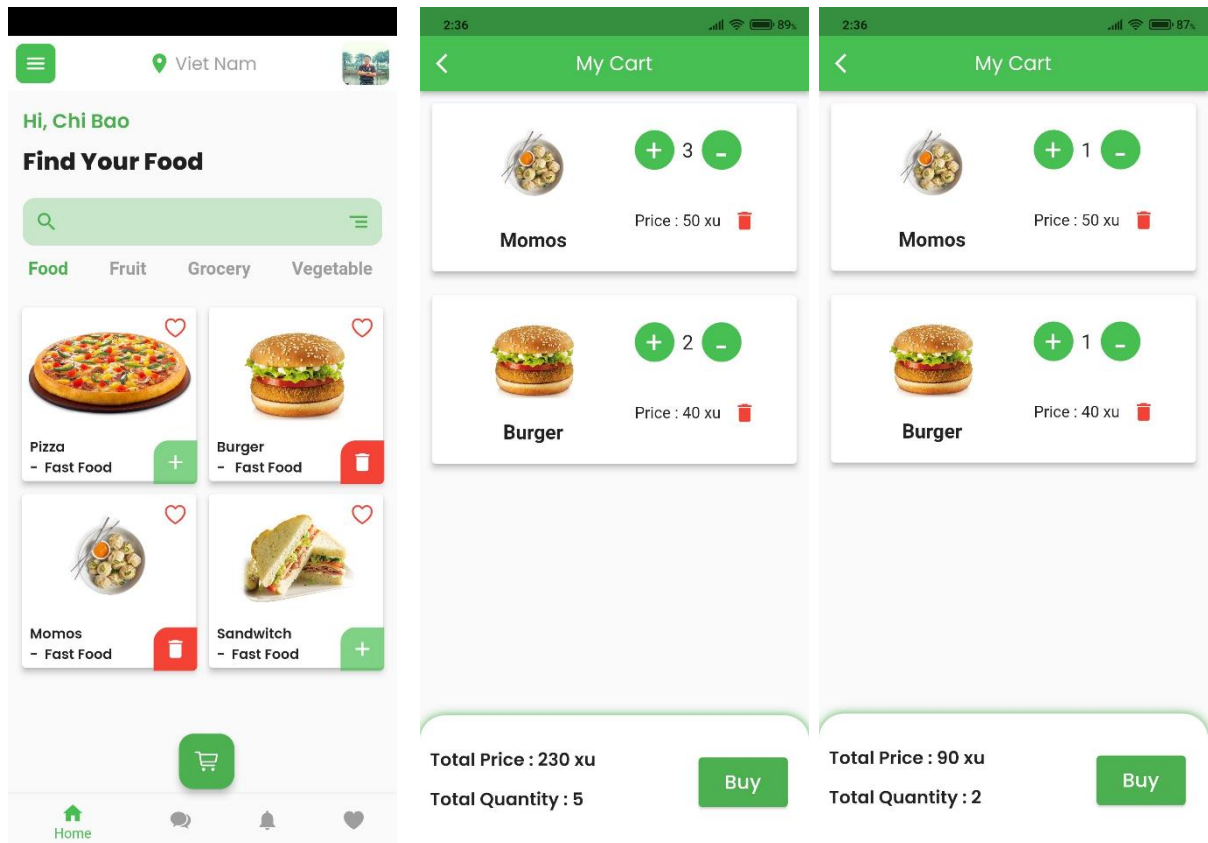 Viet Nam
Hi, Chi Bao
Find Your Food
Food Fruit Grocery Vegetable
Pizza
- Fast Food
+
Burger
- Fast Food
Momos
- Fast Food
Sandwitch
- Fast Food
+
Home
2:36 89%
My Cart
+ 3 -
Price : 50 xu
Momos
+ 2 -
Price : 40 xu
Burger
Total Price : 230 xu
Total Quantity : 5
Buy
2:36 87%
My Cart
+ 1 -
Price : 50 xu
Momos
+ 1 -
Price : 40 xu
Burger
Total Price : 90 xu
Total Quantity : 2
Buy